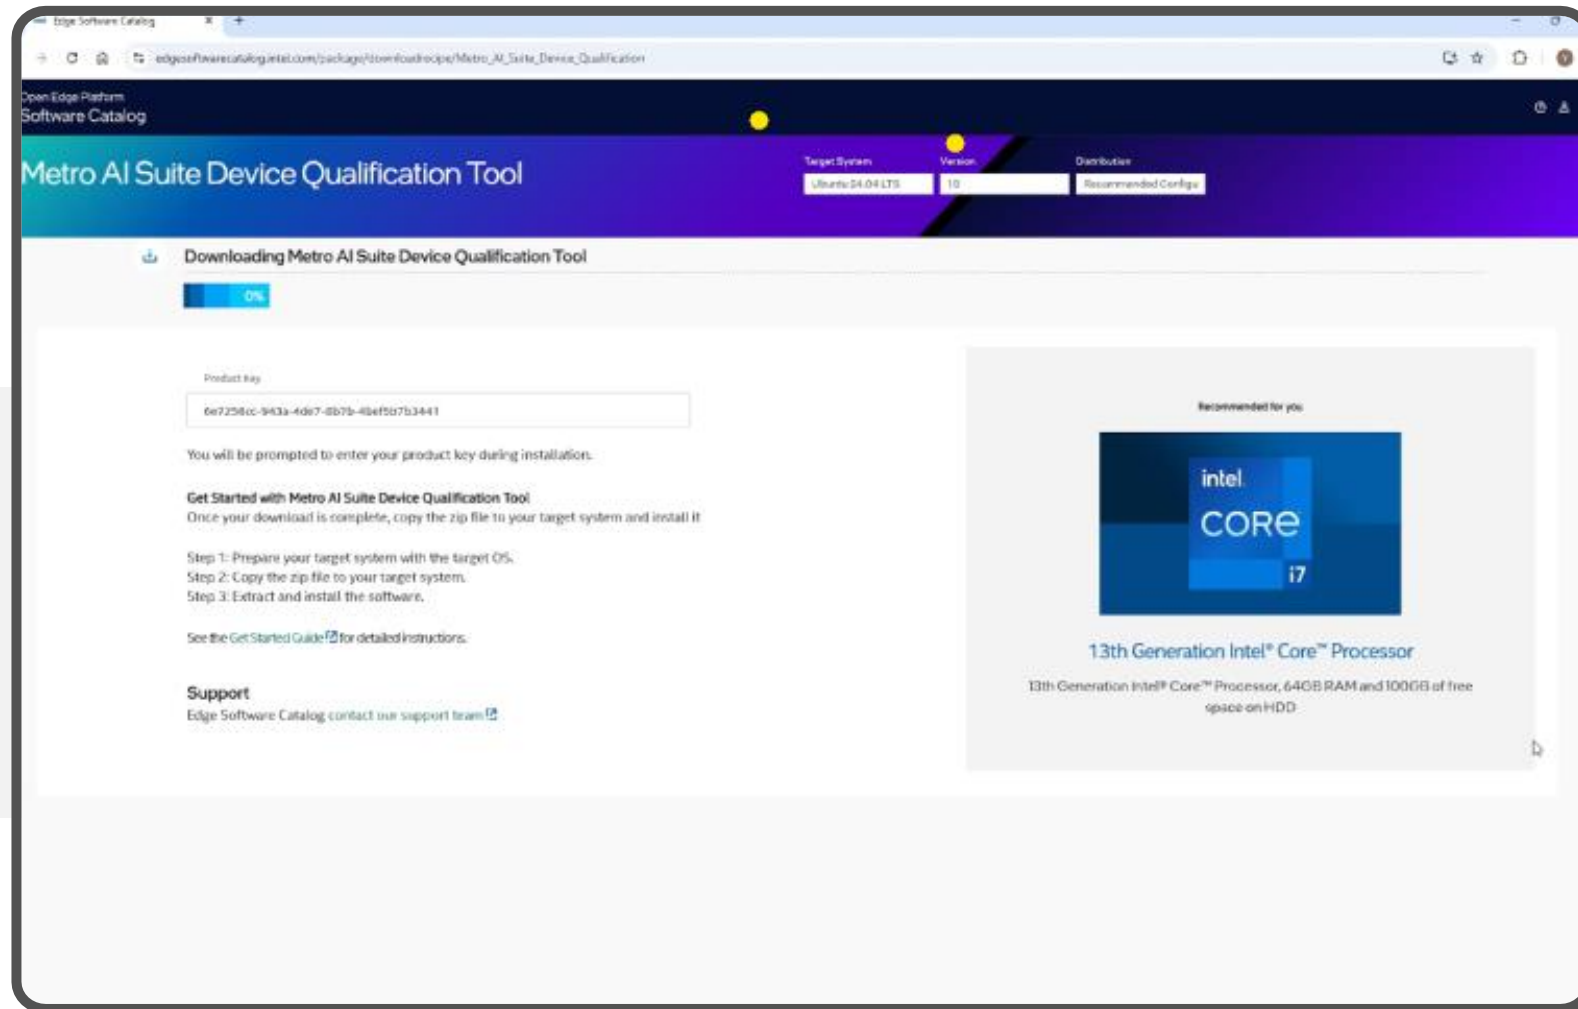 Edge Software Catalog
edgesoftwarecatalog.intel.com/package/downloadrecipe/Metro_AI_Suite_Device_Qualification
Open Edge Platform
Software Catalog
Metro AI Suite Device Qualification Tool
Target System
Version
Distribution
Ubuntu 24.04 LTS
Recommended Configu
Downloading Metro AI Suite Device Qualification Tool
0%
Product Key
You will be prompted to enter your product key during installation.
Get Started with Metro AI Suite Device Qualification Tool
Once your download is complete, copy the zip file to your target system and install it
Step 1: Prepare your target system with the target OS.
Step 2: Copy the zip file to your target system.
Step 3: Extract and install the software.
See the Get Started Guide for detailed instructions.
Support
Edge Software Catalog contact our support team
Recommended for you
intel.
CORe
i7
13th Generation Intel® Core™ Processor
13th Generation Intel® Core™ Processor, 64GB RAM and 100GB of free
space on HDD